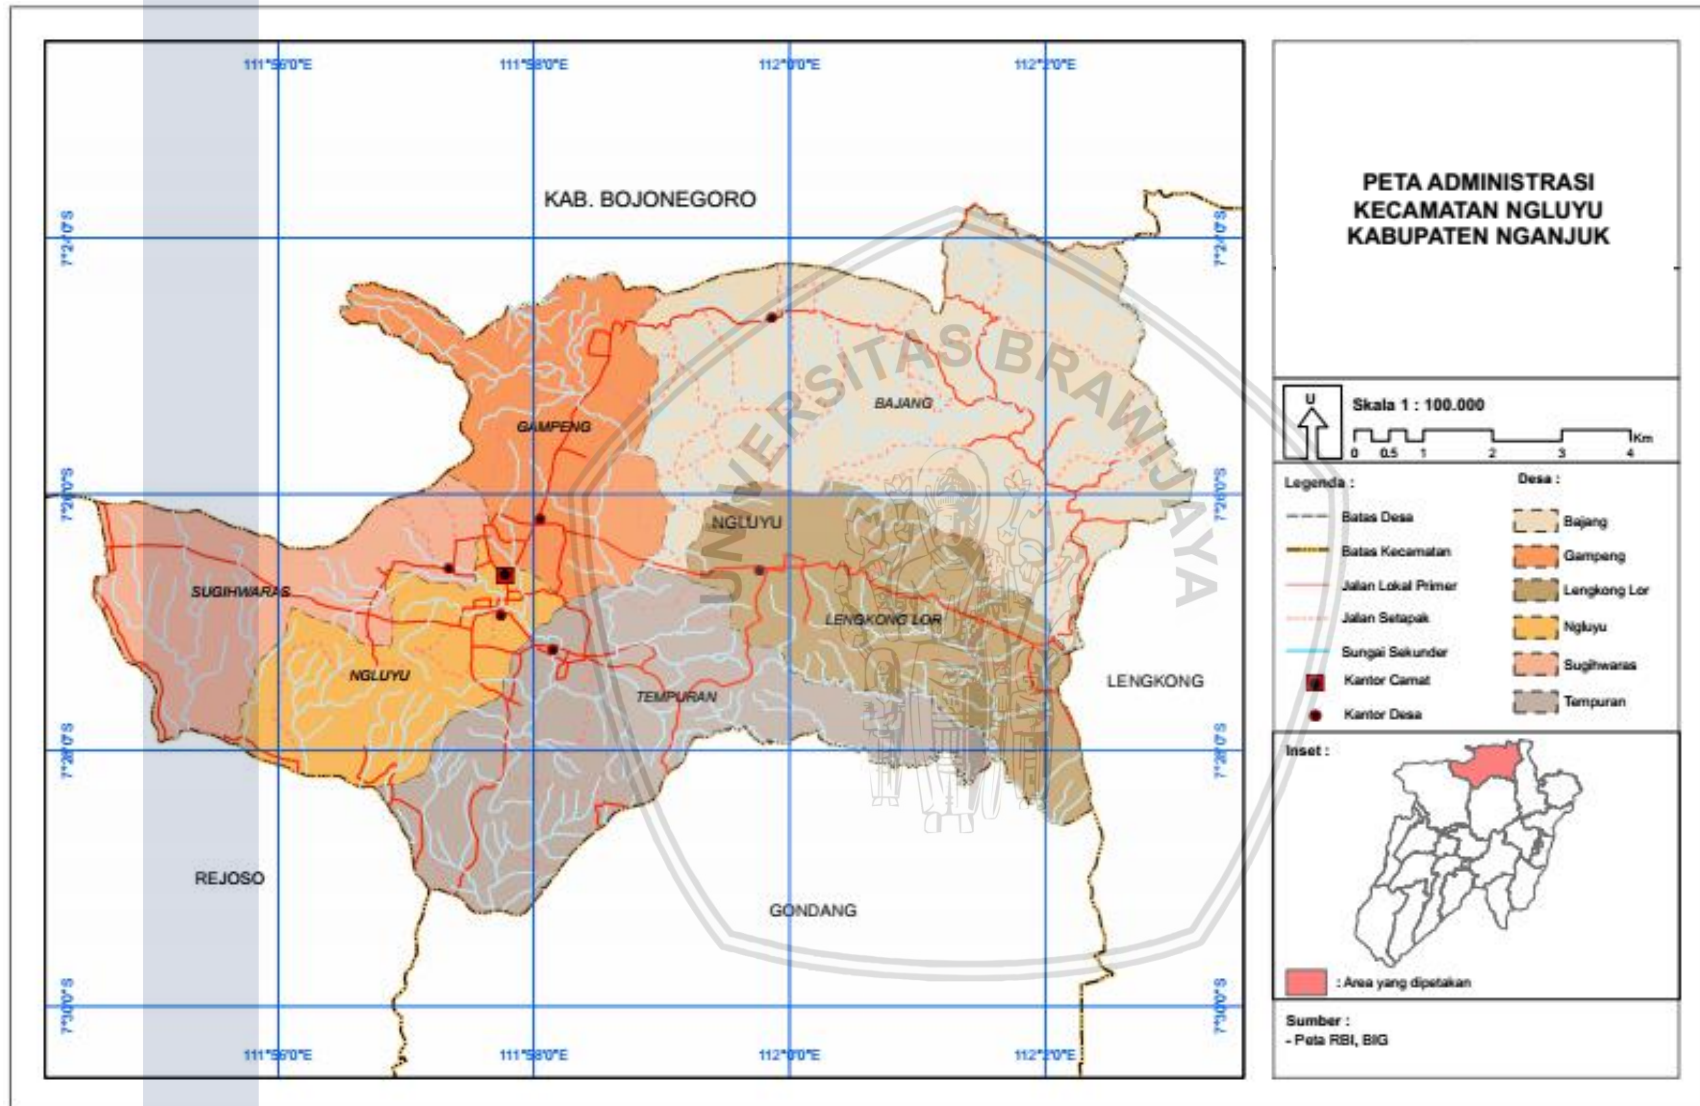 111°56'0"E 111°58'0"E 112°0'0"E 112°2'0"E
KAB. BOJONEGORO
7°24'0"S 7°24'0"S
BAJANG
GAMPENG
7°26'0"S 7°26'0"S
NGLUYU
SUGIHWARAS
LENGKONG LOR
NGLUYU
TEMPURAN
LENGKONG
7°28'0"S 7°28'0"S
REJOSO
GONDANG
7°30'0"S 7°30'0"S
111°56'0"E 111°58'0"E 112°0'0"E 112°2'0"E
UNIVERSITAS BRAWIJAYA
PETA ADMINISTRASI
KECAMATAN NGLUYU
KABUPATEN NGANJUK
U
Skala 1 : 100.000
0 0.5 1 2 3 4 Km
Legenda :
Batas Desa
Batas Kecamatan
Jalan Lokal Primer
Jalan Setapak
Sungai Sekunder
Kantor Camat
Kantor Desa
Desa :
Bajang
Gampeng
Lengkong Lor
Ngluyu
Sugihwaras
Tempuran
Inset :
: Area yang dipetakan
Sumber :
- Peta RBI, BIG